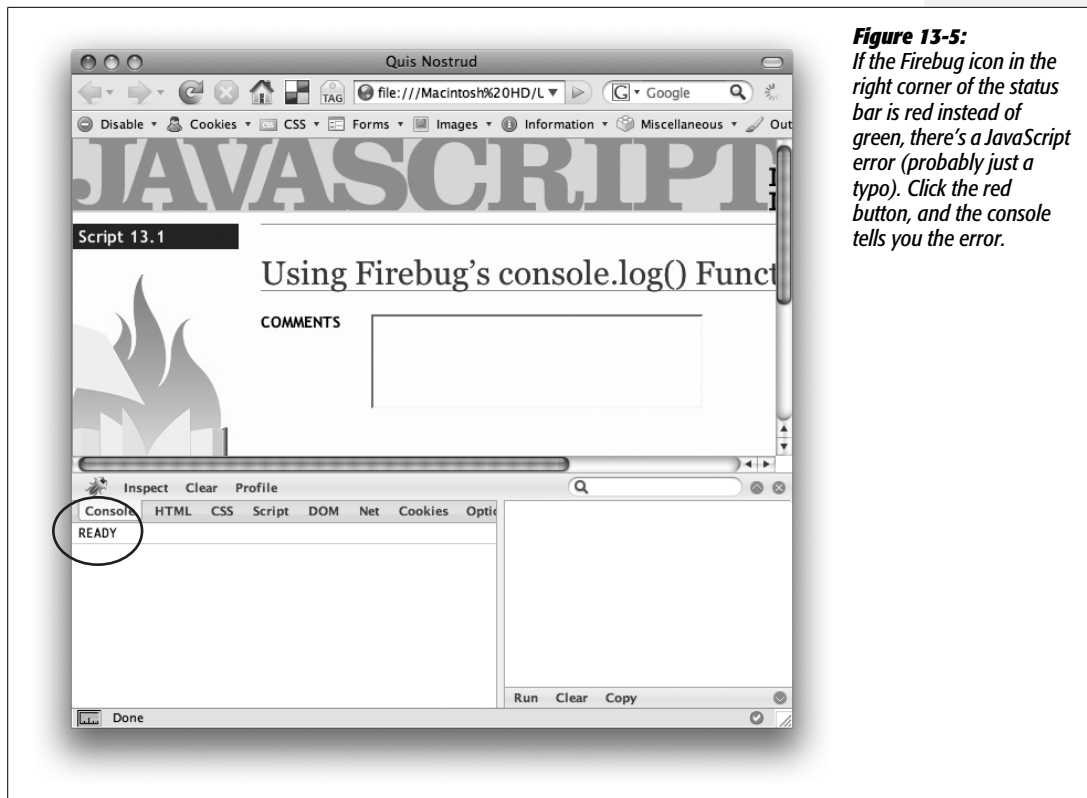 Quis Nostrud
TAG file:///Macintosh%20HD/L G Google
Disable Cookies CSS Forms Images Information Miscellaneous Out
JAVASCRIPT
Script 13.1
Using Firebug’s console.log() Funct
COMMENTS
Inspect Clear Profile
Console HTML CSS Script DOM Net Cookies Optic
READY
Run Clear Copy
Done
Figure 13-5:
If the Firebug icon in the
right corner of the status
bar is red instead of
green, there’s a JavaScript
error (probably just a
typo). Click the red
button, and the console
tells you the error.